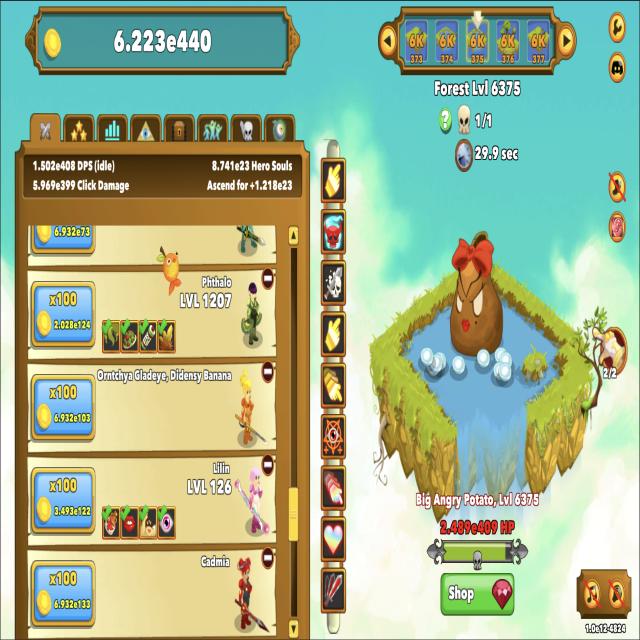 6.223e440
1.502e408 DPS (idle)
8.741e23 Hero Souls
5.969e399 Click Damage
Ascend for +1.218e23
6.932e73
x100
2.028e124
Phthalo
LVL 1207
x100
6.932e103
Orntchya Gladeye, Didensy Banana
x100
3.493e122
Lilin
LVL 126
x100
6.932e133
Cadmia
6K
373
6K
374
6K
375
6K
376
6K
377
Forest Lvl 6375
? 1/1
29.9 sec
2/2
Big Angry Potato, Lvl 6375
2.489e409 HP
Shop
1.0e12-4824